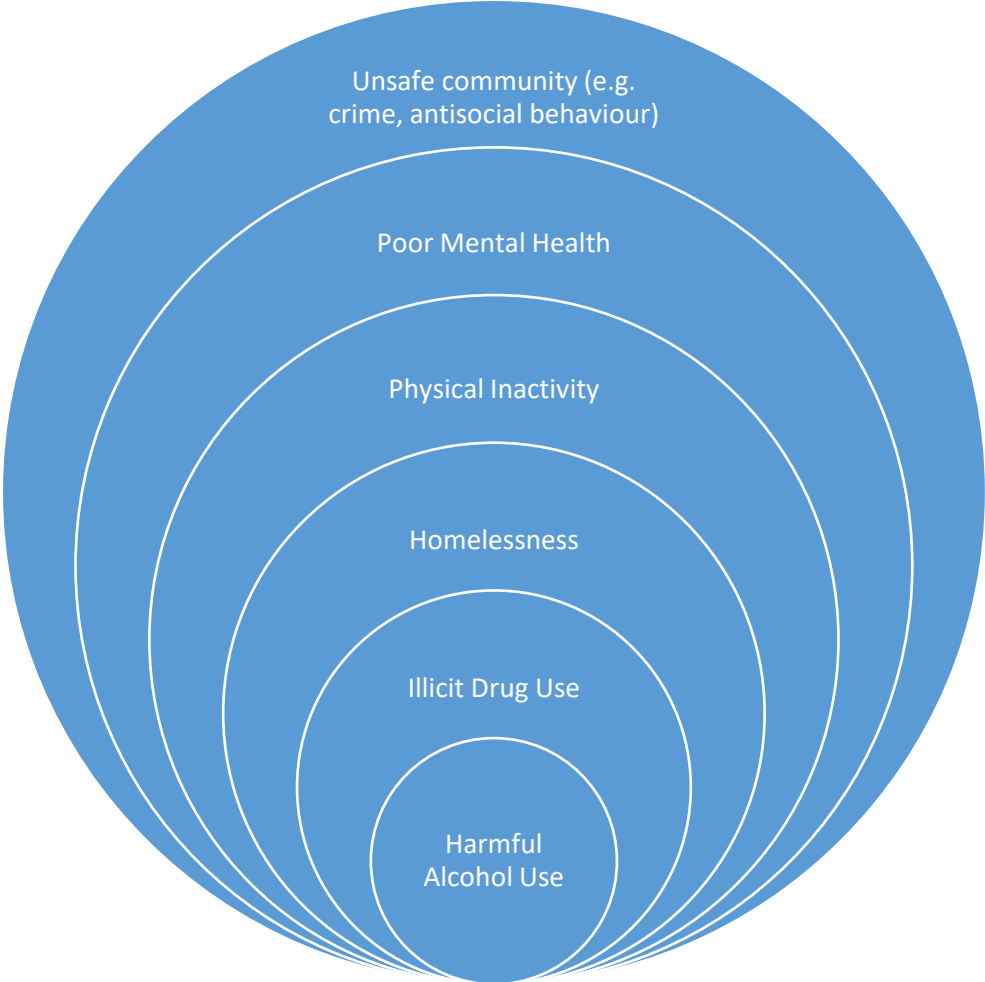 Unsafe community (e.g.
crime, antisocial behaviour)
Poor Mental Health
Physical Inactivity
Homelessness
Illicit Drug Use
Harmful
Alcohol Use